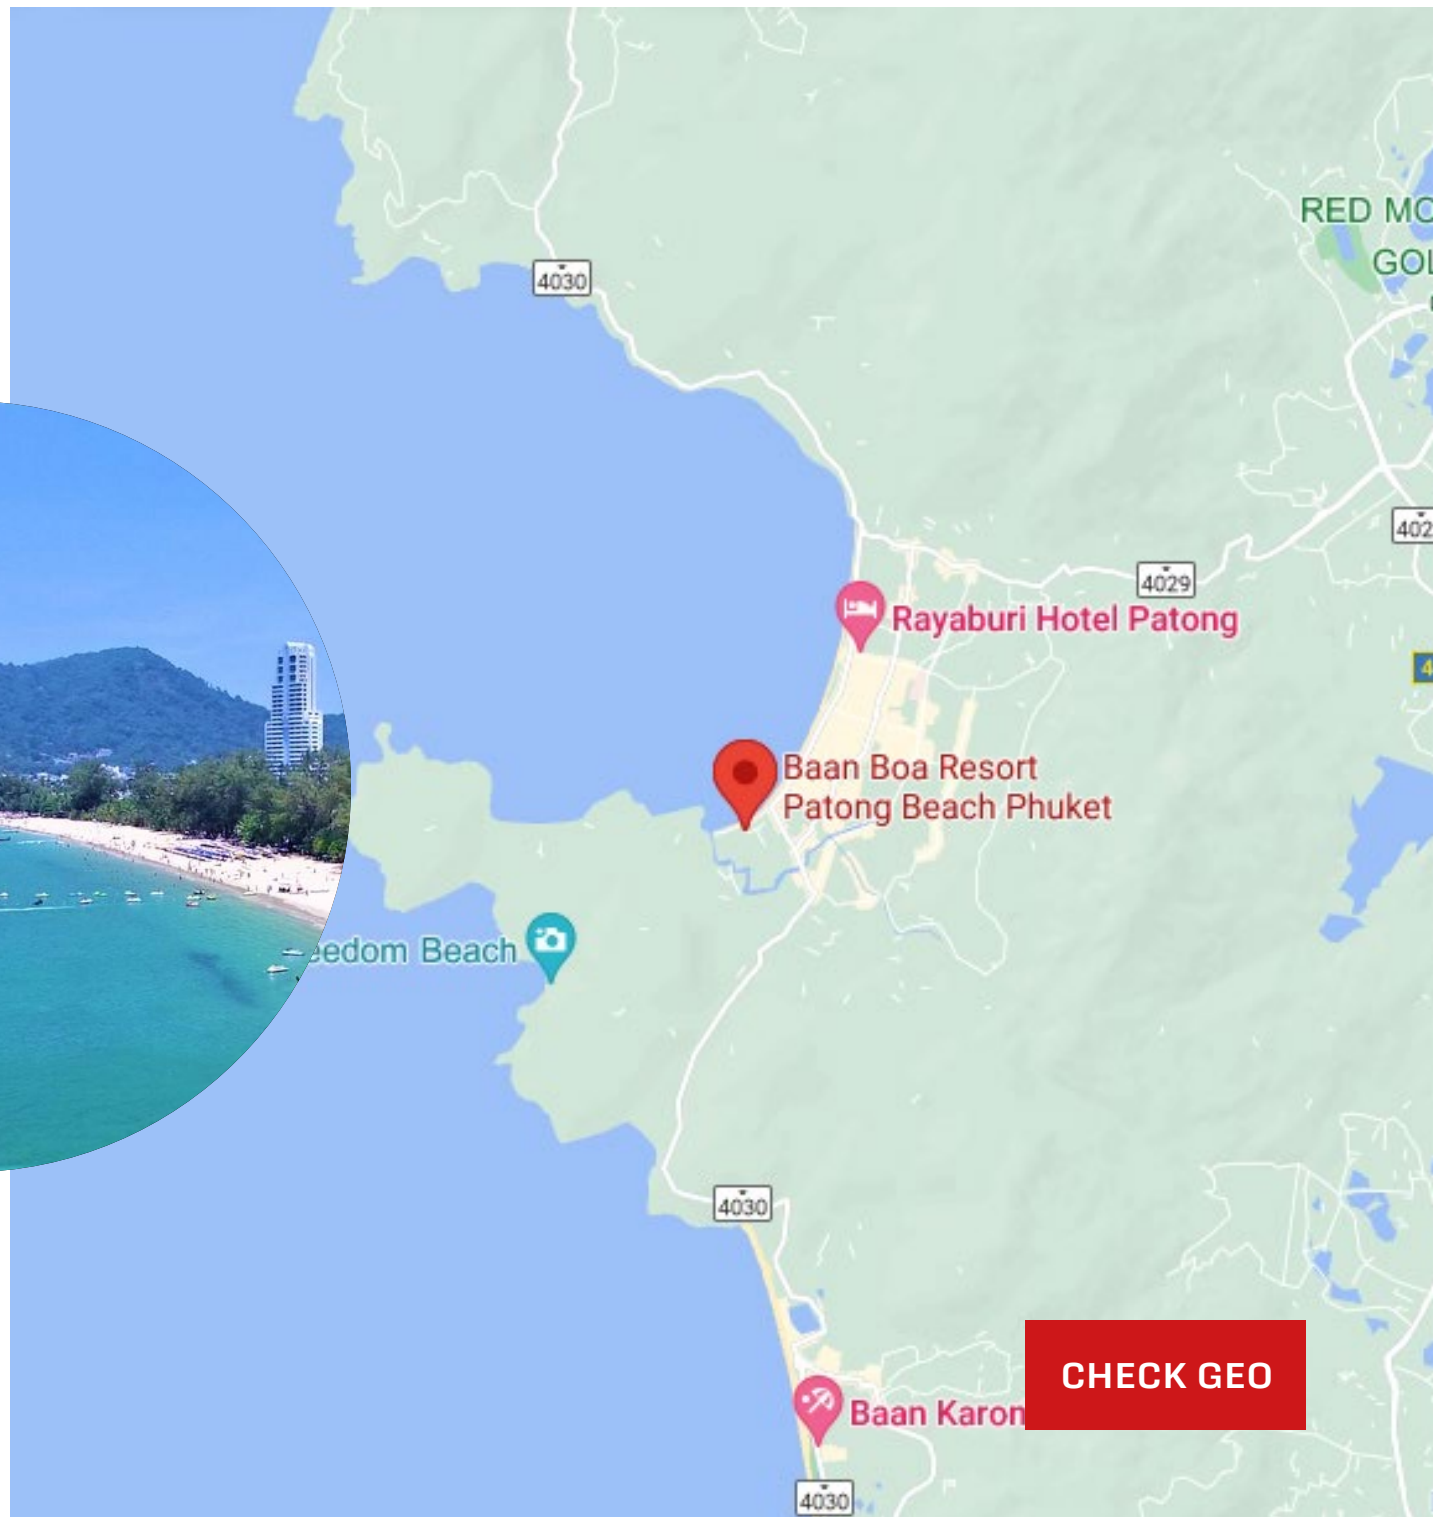 RED MO
GOL
4030
402
4029
Rayaburi Hotel Patong
4
Baan Boa Resort
Patong Beach Phuket
eedom Beach
4030
CHECK GEO
Baan Karon
4030